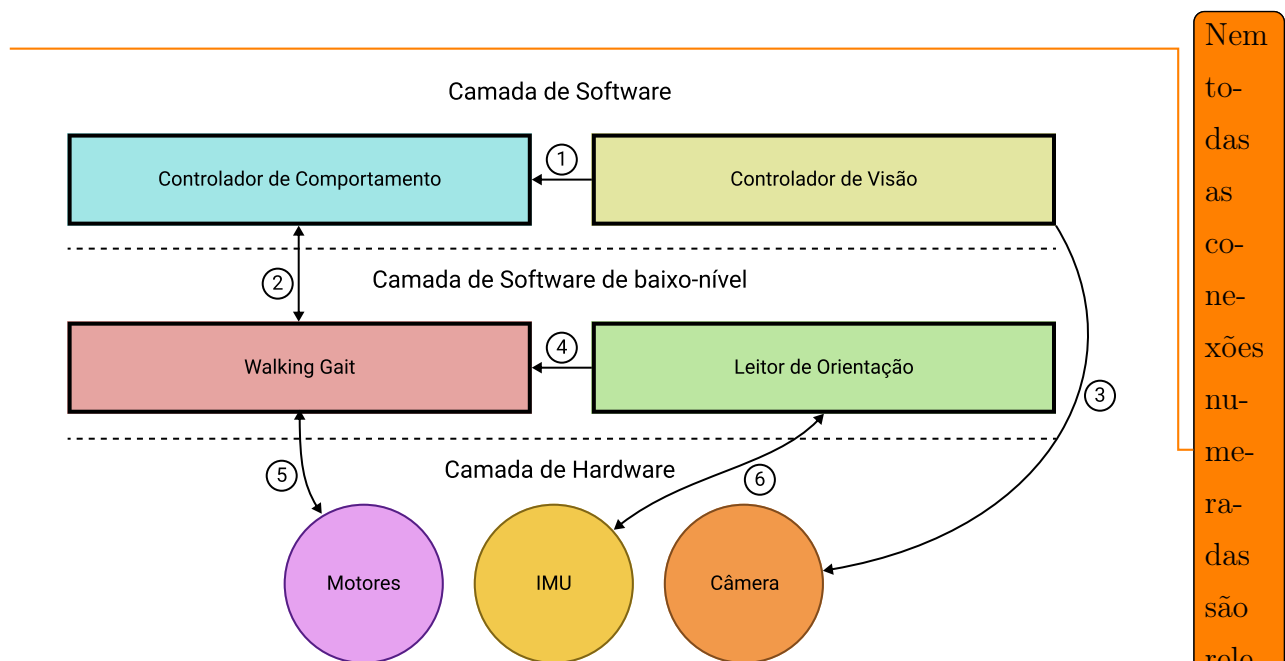 Camada de Software
Controlador de Comportamento
1
Controlador de Visão
2
Camada de Software de baixo-nível
Walking Gait
4
Leitor de Orientação
3
5
Camada de Hardware
6
Motores
IMU
Câmera
Nem
to-
das
as
co-
ne-
xões
nu-
me-
ra-
das
são